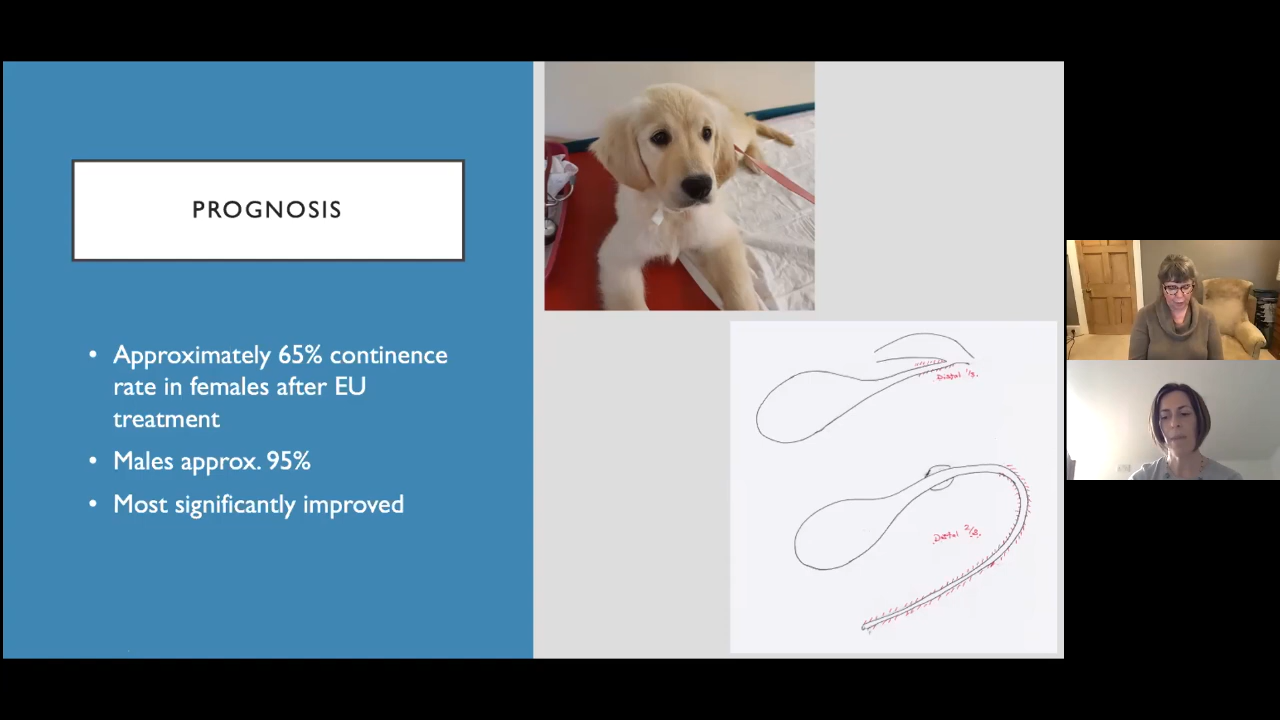 PROGNOSIS
• Approximately 65% continence
rate in females after EU
treatment
• Males approx. 95%
• Most significantly improved
Distal 1/3.
Distal 2/3.